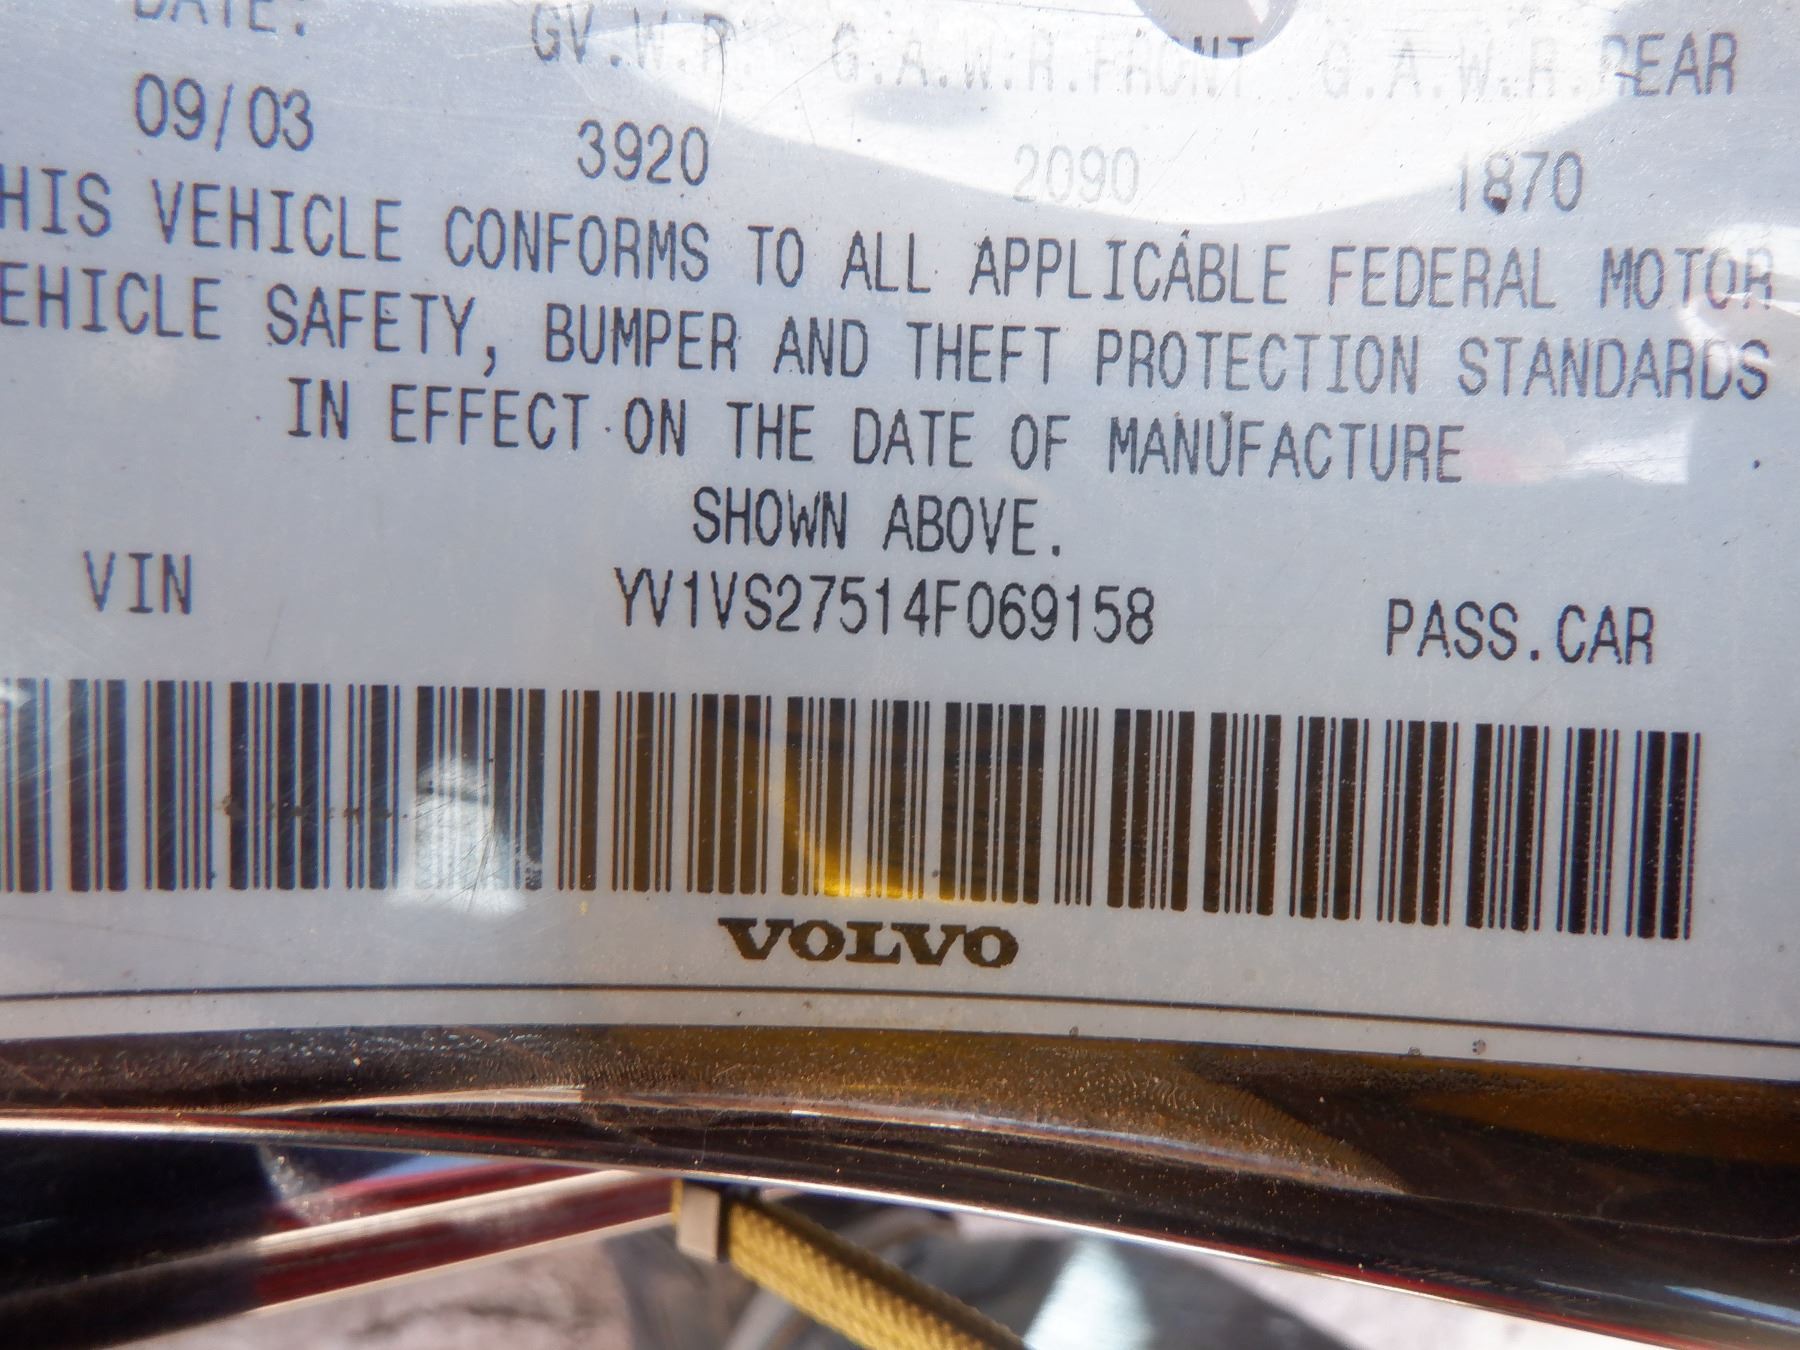 DATE: GV.W.R. G.A.W.R.FRONT G.A.W.R.REAR
09/03 3920 2090 1870
HIS VEHICLE CONFORMS TO ALL APPLICABLE FEDERAL MOTOR
EHICLE SAFETY, BUMPER AND THEFT PROTECTION STANDARDS
IN EFFECT ON THE DATE OF MANUFACTURE
SHOWN ABOVE.
VIN YV1VS27514F069158 PASS.CAR
VOLVO